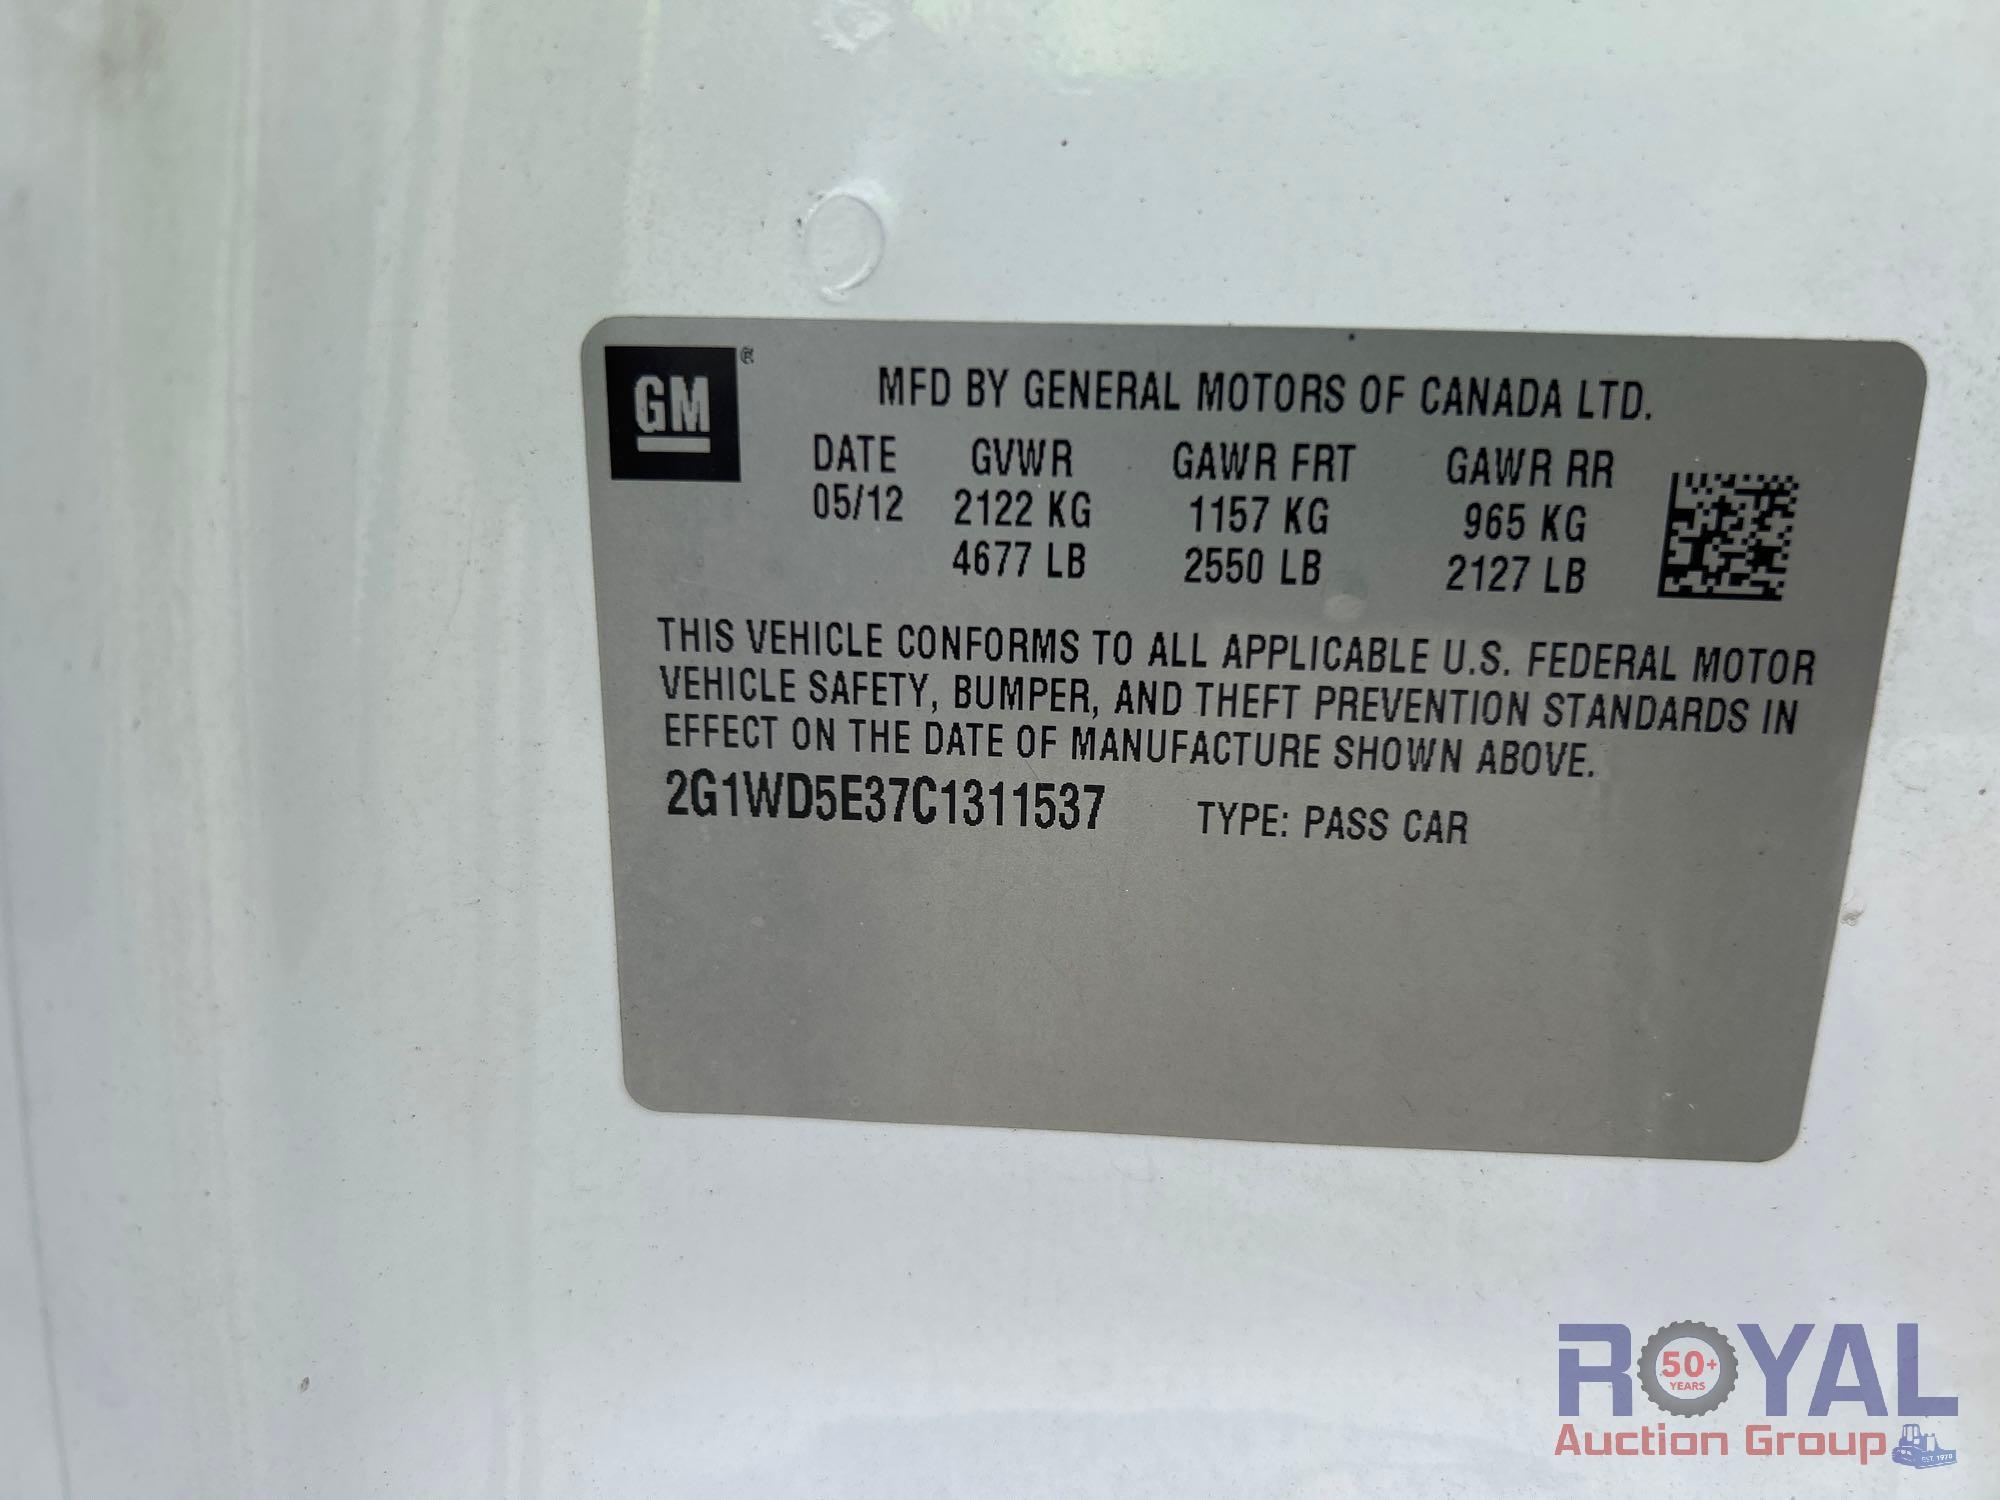 GM ®
MFD BY GENERAL MOTORS OF CANADA LTD.
DATE GVWR GAWR FRT GAWR RR
05/12 2122 KG 1157 KG 965 KG
4677 LB 2550 LB 2127 LB
THIS VEHICLE CONFORMS TO ALL APPLICABLE U.S. FEDERAL MOTOR
VEHICLE SAFETY, BUMPER, AND THEFT PREVENTION STANDARDS IN
EFFECT ON THE DATE OF MANUFACTURE SHOWN ABOVE.
2G1WD5E37C1311537 TYPE: PASS CAR
ROYAL
50+
YEARS
Auction Group
EST. 1970